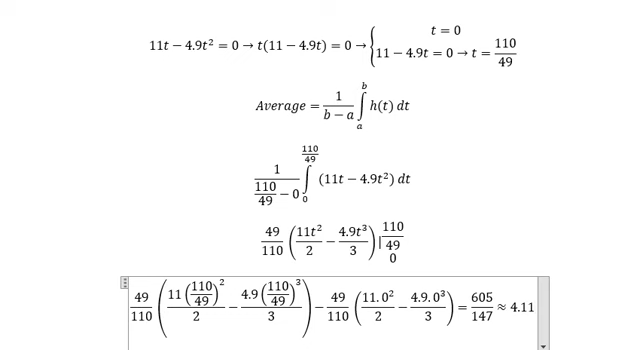 11t − 4.9t² = 0 → t(11 − 4.9t) = 0 → { t = 0
11 − 4.9t = 0 → t = 110/49
Average = 1/(b − a) ∫_a^b h(t) dt
1/(110/49 − 0) ∫_0^(110/49) (11t − 4.9t²) dt
49/110 (11t²/2 − 4.9t³/3) |_0^(110/49)
49/110 (11(110/49)²/2 − 4.9(110/49)³/3) − 49/110 (11.0²/2 − 4.9.0³/3) = 605/147 ≈ 4.11